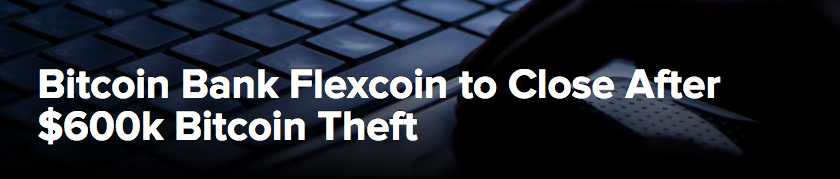 Bitcoin Bank Flexcoin to Close After
$600k Bitcoin Theft